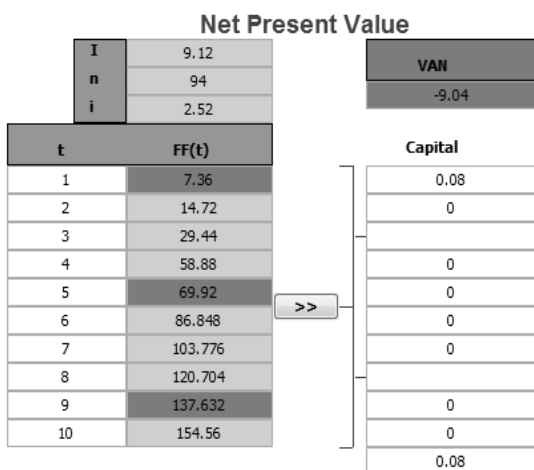 Net Present Value
I 9.12
n 94
i 2.52
VAN
-9.04
t FF(t) Capital
1 7.36 0.08
2 14.72 0
3 29.44
4 58.88 0
5 69.92 0
>>
6 86.848 0
7 103.776 0
8 120.704
9 137.632 0
10 154.56 0
0.08